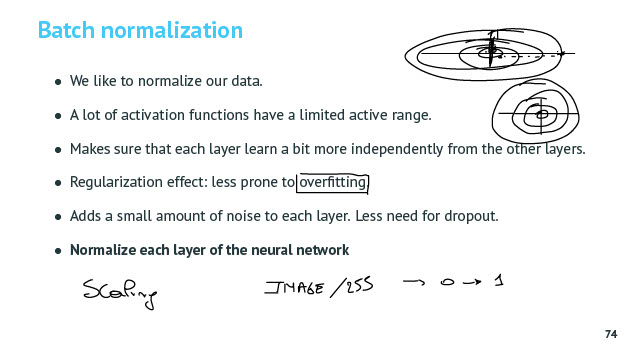 Batch normalization
● We like to normalize our data.
● A lot of activation functions have a limited active range.
● Makes sure that each layer learn a bit more independently from the other layers.
● Regularization effect: less prone to overfitting.
● Adds a small amount of noise to each layer. Less need for dropout.
● Normalize each layer of the neural network
Scaling IMAGE /255 → 0 → 1
74